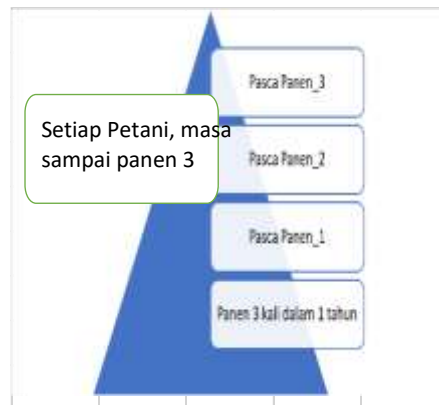 Pasca Panen_3
Setiap Petani, masa
sampai panen 3
Pasca Panen_2
Pasca Panen_1
Panen 3 kali dalam 1 tahun